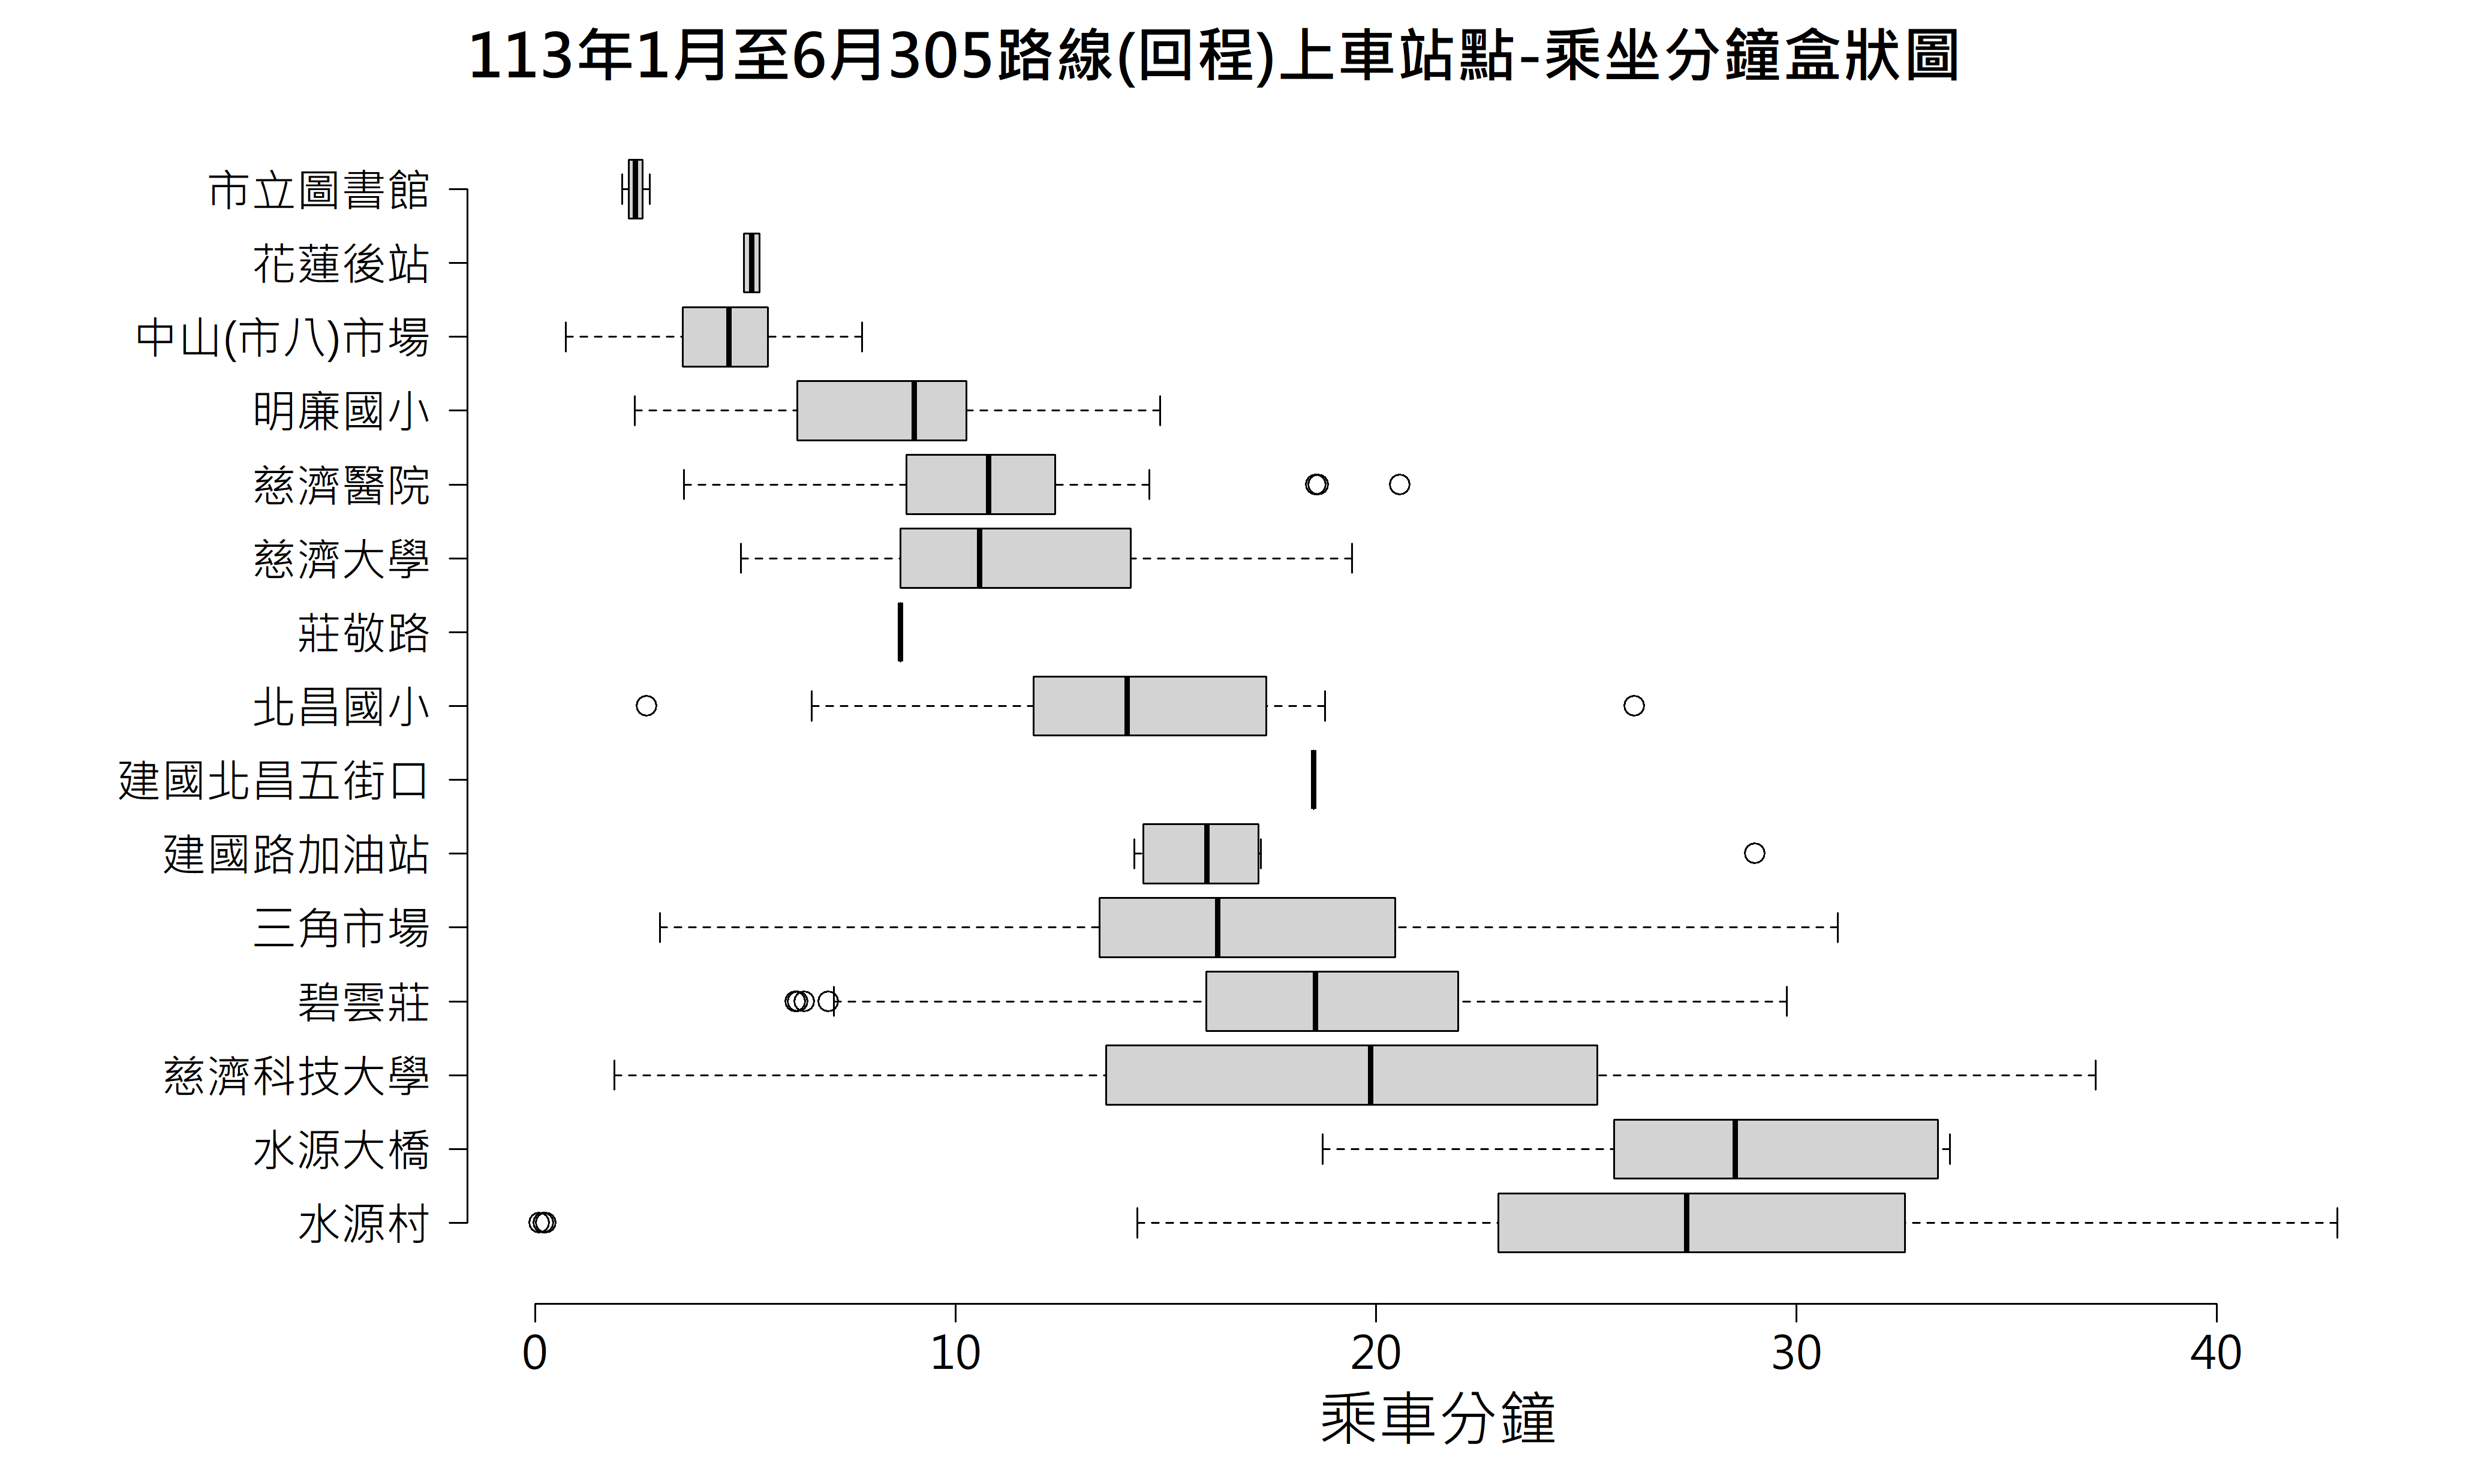 113年1月至6月305路線(回程)上車站點-乘坐分鐘盒狀圖
市立圖書館
花蓮後站
中山(市八)市場
明廉國小
慈濟醫院
慈濟大學
莊敬路
北昌國小
建國北昌五街口
建國路加油站
三角市場
碧雲莊
慈濟科技大學
水源大橋
水源村
0 10 20 30 40
乘車分鐘